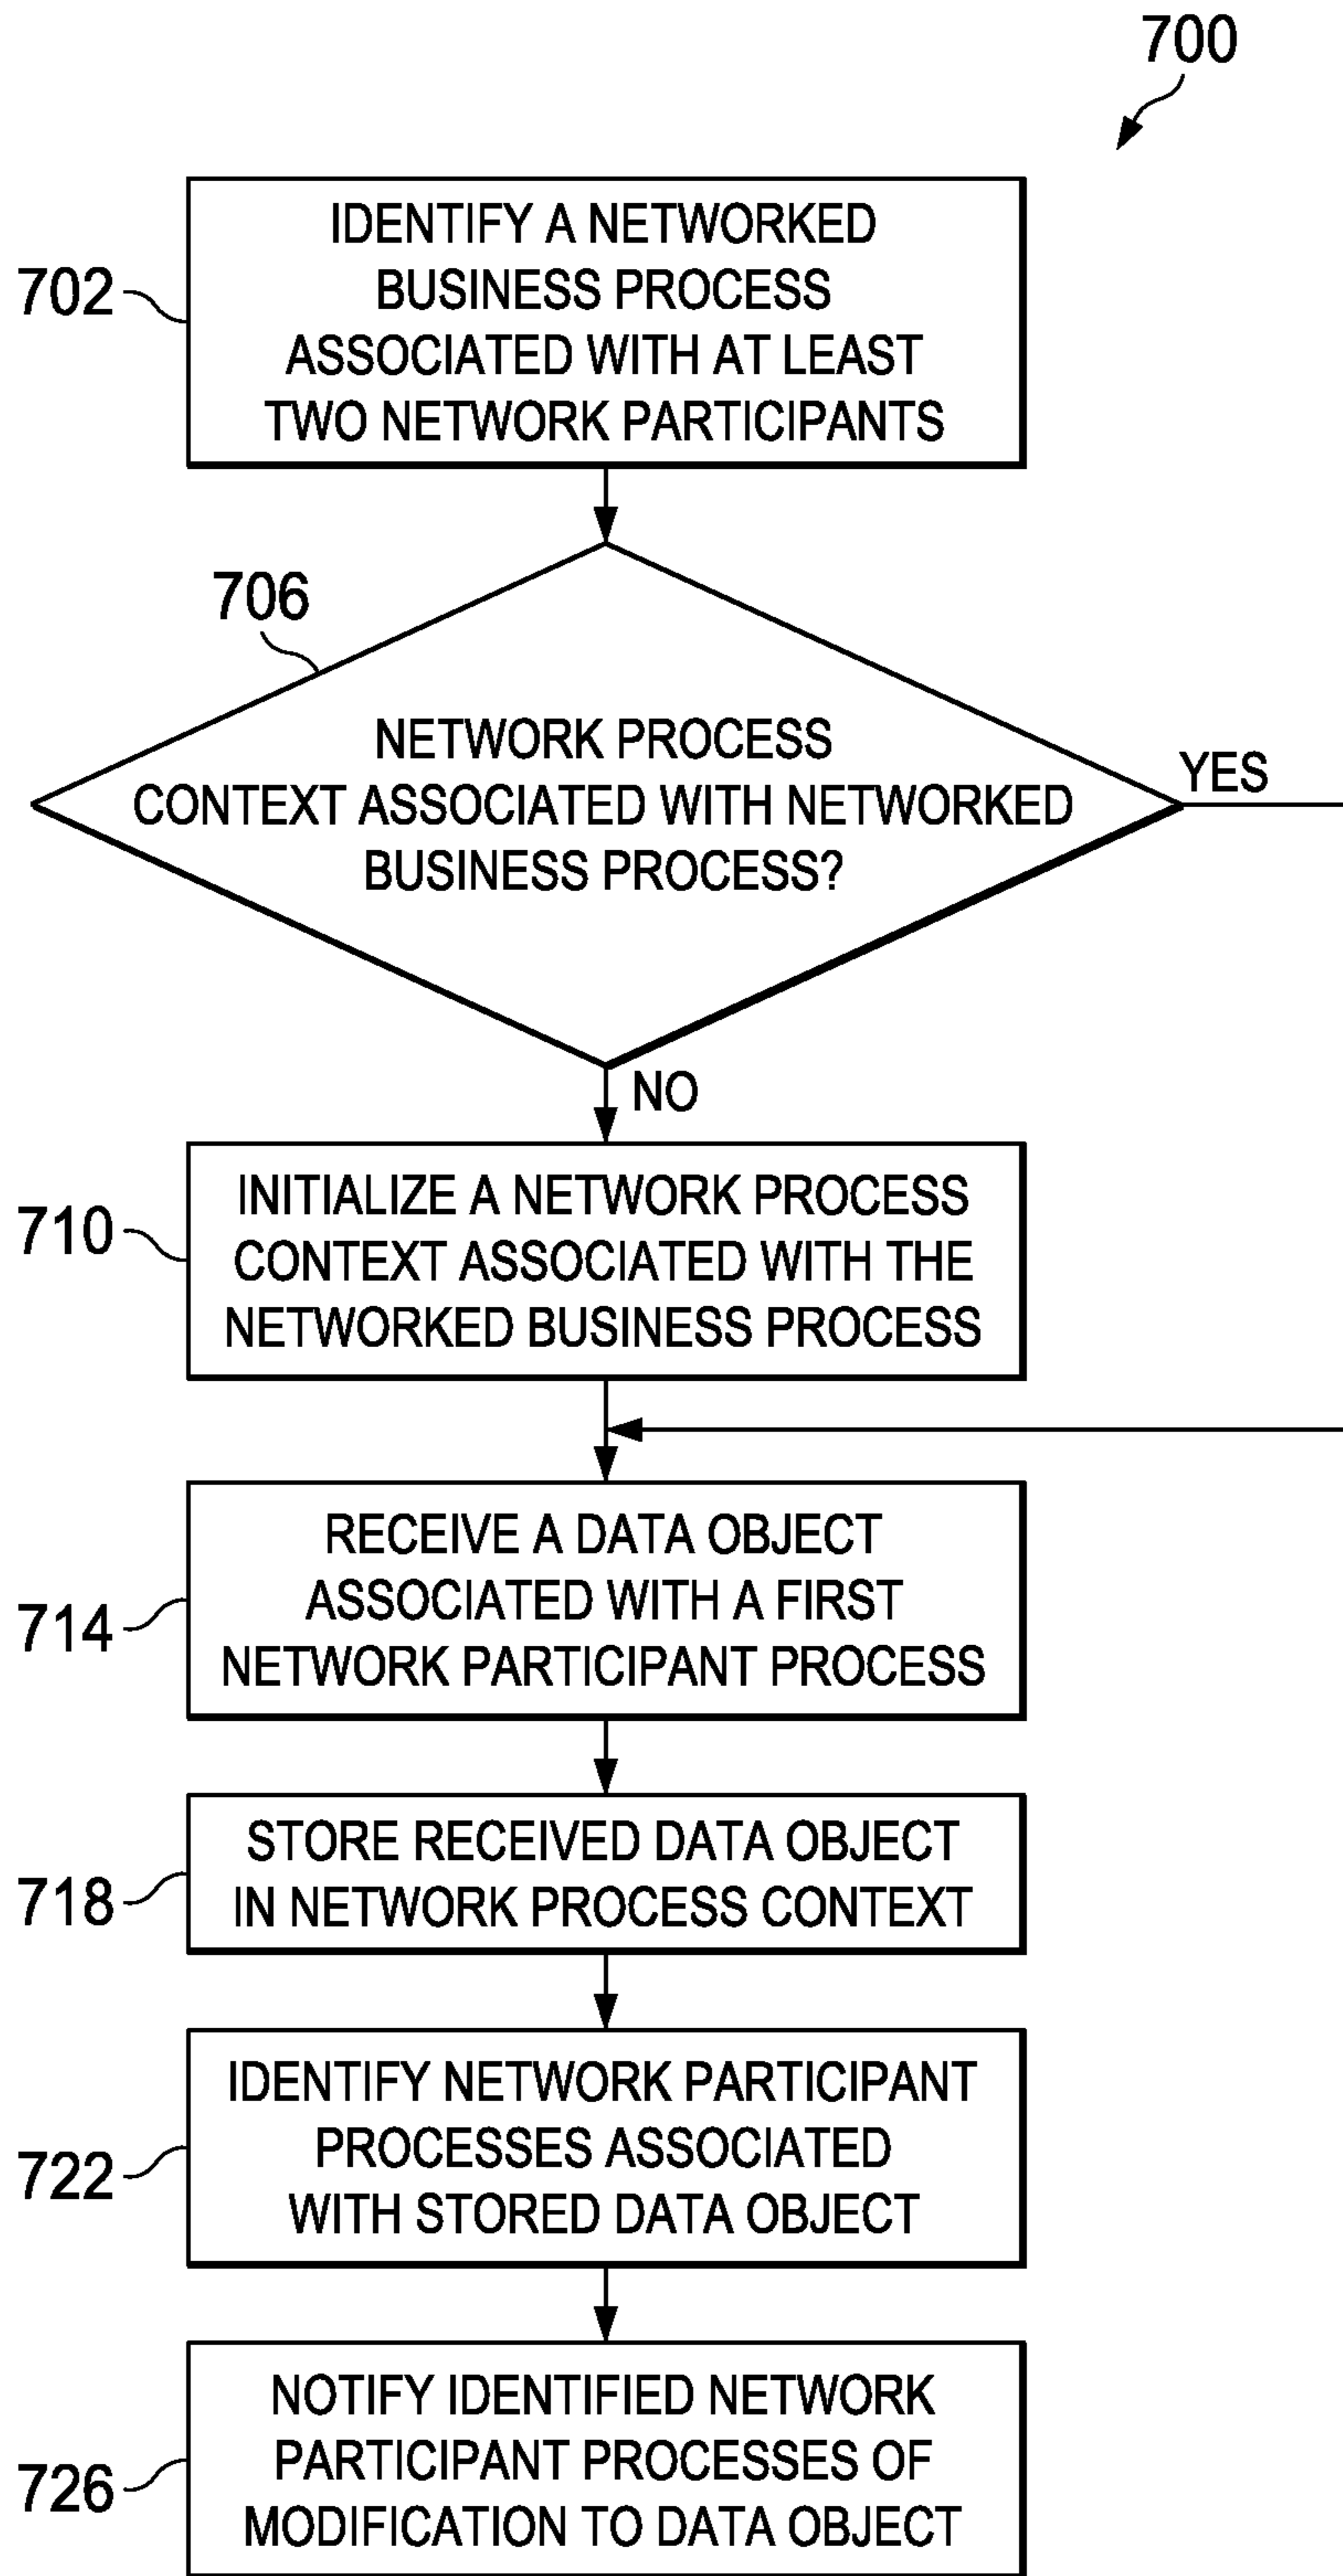 700
702
IDENTIFY A NETWORKED
BUSINESS PROCESS
ASSOCIATED WITH AT LEAST
TWO NETWORK PARTICIPANTS
706
NETWORK PROCESS
CONTEXT ASSOCIATED WITH NETWORKED
BUSINESS PROCESS?
YES
NO
710
INITIALIZE A NETWORK PROCESS
CONTEXT ASSOCIATED WITH THE
NETWORKED BUSINESS PROCESS
714
RECEIVE A DATA OBJECT
ASSOCIATED WITH A FIRST
NETWORK PARTICIPANT PROCESS
718
STORE RECEIVED DATA OBJECT
IN NETWORK PROCESS CONTEXT
722
IDENTIFY NETWORK PARTICIPANT
PROCESSES ASSOCIATED
WITH STORED DATA OBJECT
726
NOTIFY IDENTIFIED NETWORK
PARTICIPANT PROCESSES OF
MODIFICATION TO DATA OBJECT